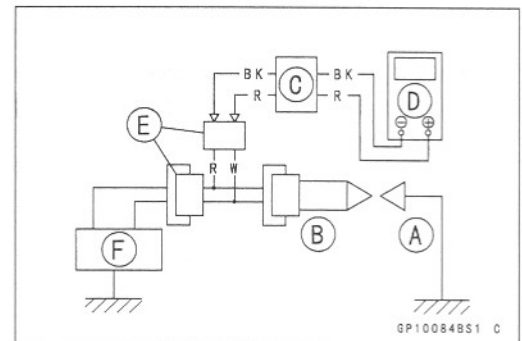 BK C BK
R R
D
− +
E
R W
B A
F
GP10084BS1 C